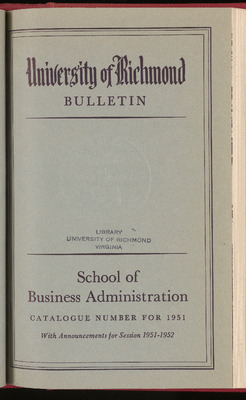 University of Richmond
BULLETIN
LIBRARY
UNIVERSITY OF RICHMOND
VIRGINIA
School of
Business Administration
CATALOGUE NUMBER FOR 1951
With Announcements for Session 1951-1952